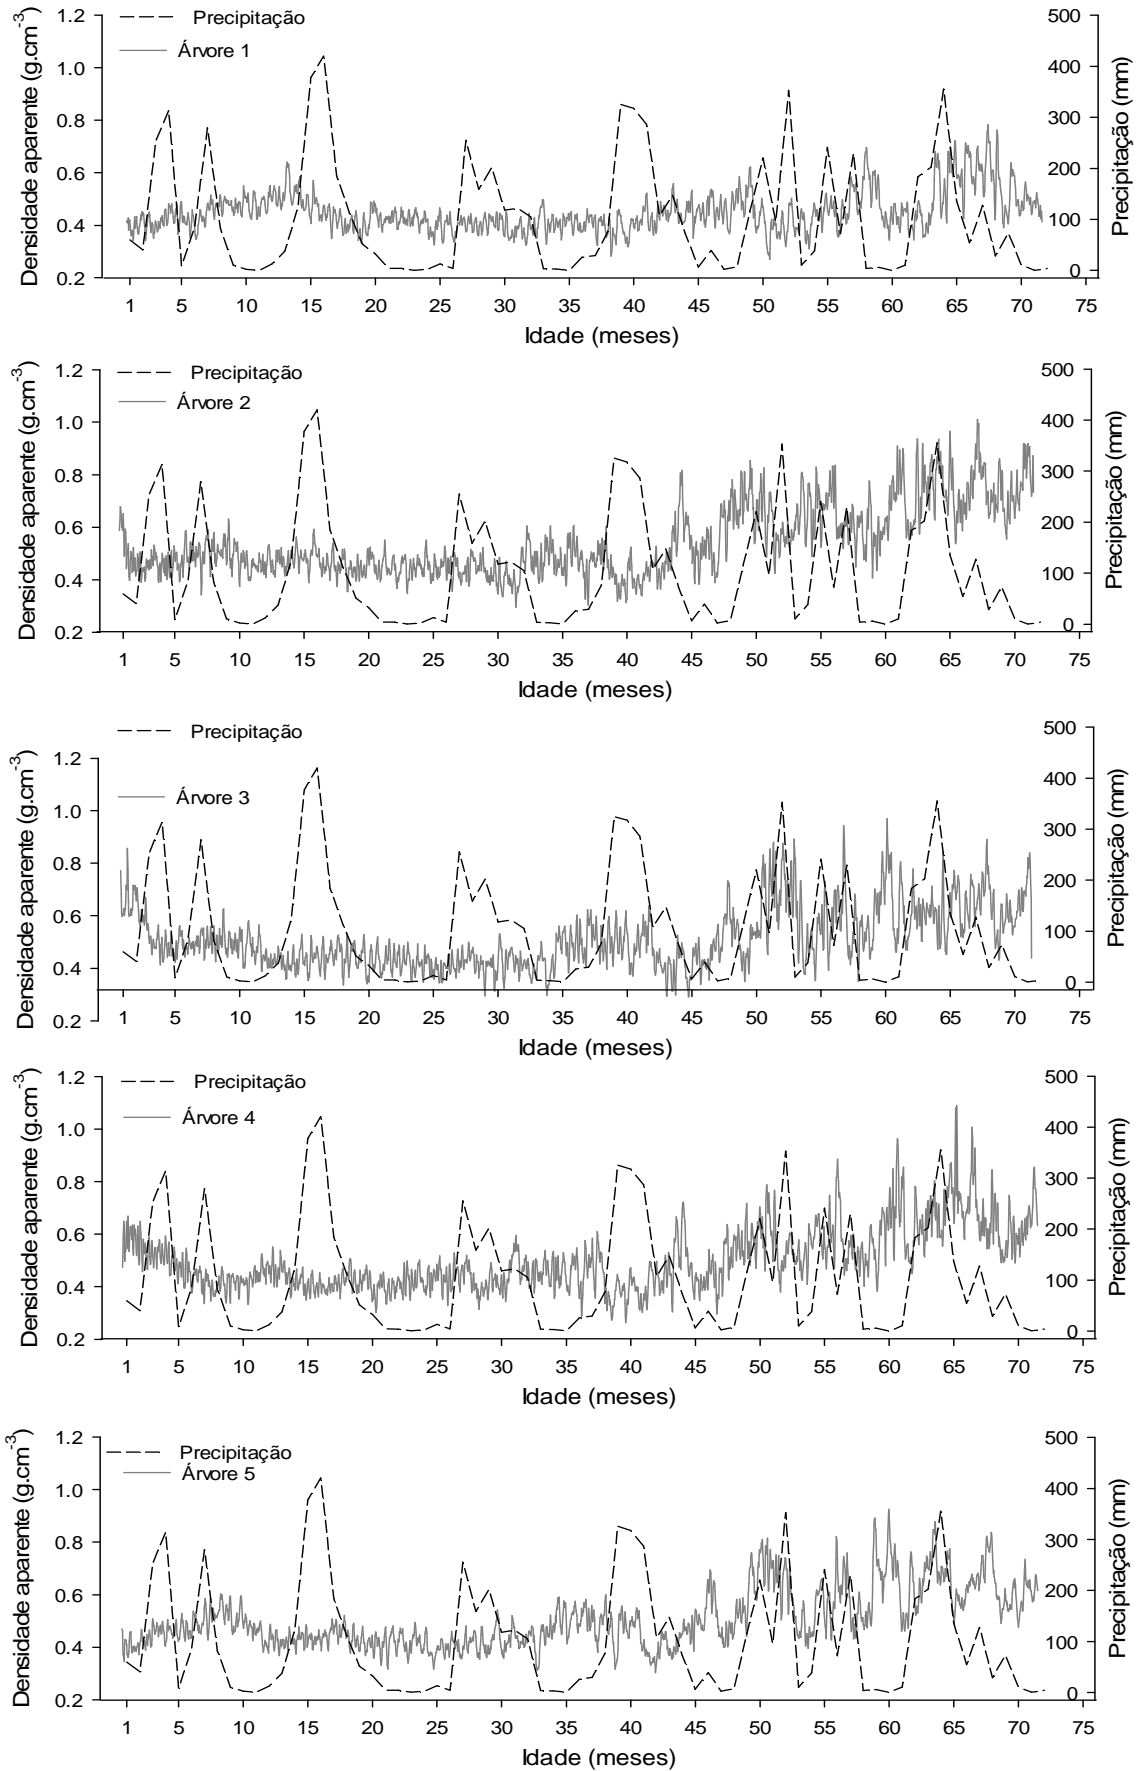 Precipitação
Árvore 1
Densidade aparente (g.cm-3)
1.2
1.0
0.8
0.6
0.4
0.2
500
400
300
200
100
0
Precipitação (mm)
1 5 10 15 20 25 30 35 40 45 50 55 60 65 70 75
Idade (meses)
Precipitação
Árvore 2
Densidade aparente (g.cm-3)
1.2
1.0
0.8
0.6
0.4
0.2
500
400
300
200
100
0
Precipitação (mm)
1 5 10 15 20 25 30 35 40 45 50 55 60 65 70 75
Idade (meses)
Precipitação
Árvore 3
Densidade aparente (g.cm-3)
1.2
1.0
0.8
0.6
0.4
0.2
500
400
300
200
100
0
Precipitação (mm)
1 5 10 15 20 25 30 35 40 45 50 55 60 65 70 75
Idade (meses)
Precipitação
Árvore 4
Densidade aparente (g.cm-3)
1.2
1.0
0.8
0.6
0.4
0.2
500
400
300
200
100
0
Precipitação (mm)
1 5 10 15 20 25 30 35 40 45 50 55 60 65 70 75
Idade (meses)
Precipitação
Árvore 5
Densidade aparente (g.cm-3)
1.2
1.0
0.8
0.6
0.4
0.2
500
400
300
200
100
0
Precipitação (mm)
1 5 10 15 20 25 30 35 40 45 50 55 60 65 70 75
Idade (meses)